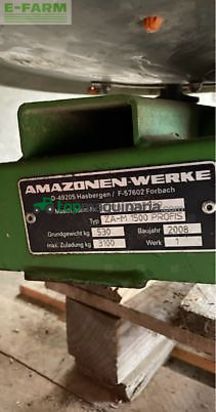 E-FARM
AMAZONEN-WERKE
D-49205 Hasbergen / F-57602 Forbach
topmaquinaria
Typ ZA-M 1500 PROFIS
Grundgewicht kg 530 Baujahr 2008
max. Zuladung kg 3100 Werk 1